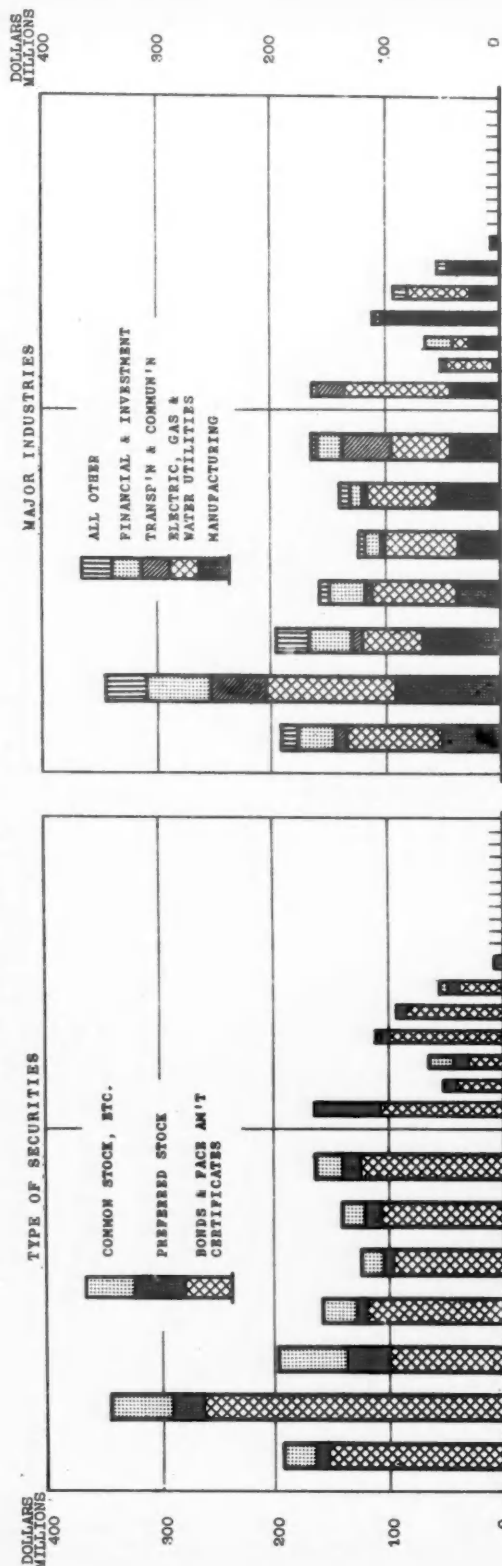 TYPE OF SECURITIES
DOLLARS
MILLIONS
400
300
200
100
0
COMMON STOCK, ETC.
PREFERRED STOCK
BONDS & FACE AM'T
CERTIFICATES
MAJOR INDUSTRIES
DOLLARS
MILLIONS
400
300
200
100
0
ALL OTHER
FINANCIAL & INVESTMENT
TRANSP'N & COMMUN'N
ELECTRIC, GAS &
WATER UTILITIES
MANUFACTURING